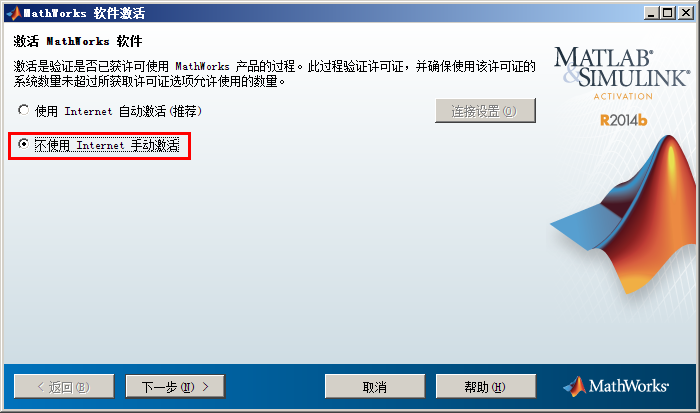 MathWorks 软件激活
激活 MathWorks 软件
激活是验证是否已获许可使用 MathWorks 产品的过程。此过程验证许可证，并确保使用该许可证的
系统数量未超过所获取许可证选项允许使用的数量。
使用 Internet 自动激活(推荐)
连接设置(O)
不使用 Internet 手动激活
MATLAB®
&SIMULINK®
ACTIVATION
R2014b
< 返回(B)
下一步(N) >
取消
帮助(H)
MathWorks®